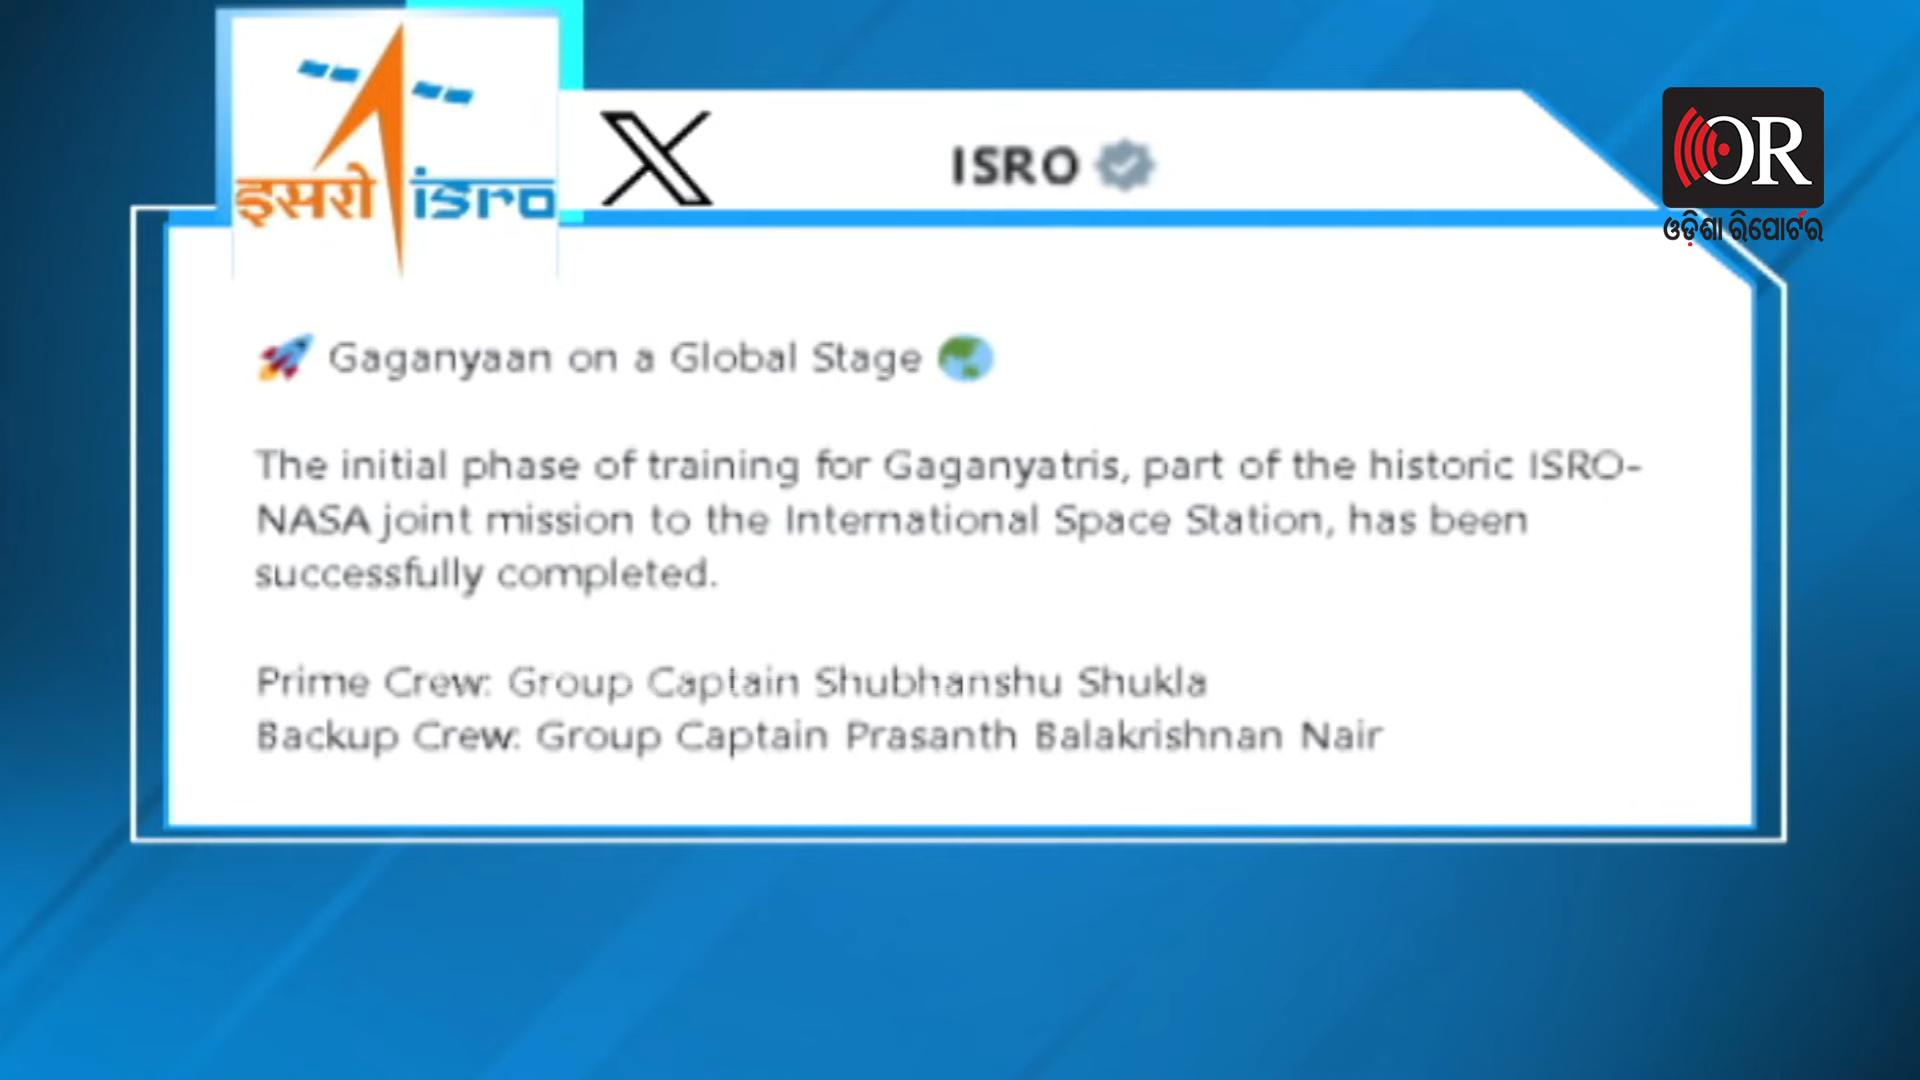 इसरो isro
X
ISRO
OR
ଓଡ଼ିଶା ରିପୋର୍ଟର
🚀 Gaganyaan on a Global Stage 🌏
The initial phase of training for Gaganyatris, part of the historic ISRO-
NASA joint mission to the International Space Station, has been
successfully completed.
Prime Crew: Group Captain Shubhanshu Shukla
Backup Crew: Group Captain Prasanth Balakrishnan Nair